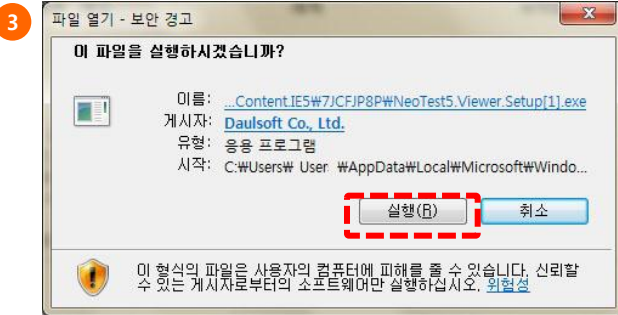 3
파일 열기 - 보안 경고
이 파일을 실행하시겠습니까?
이름: ...Content.IE5₩7JCFJP8P₩NeoTest5.Viewer.Setup[1].exe
게시자: Daulsoft Co., Ltd.
유형: 응용 프로그램
시작: C:₩Users₩ User ₩AppData₩Local₩Microsoft₩Windo...
실행(R) 취소
이 형식의 파일은 사용자의 컴퓨터에 피해를 줄 수 있습니다. 신뢰할
수 있는 게시자로부터의 소프트웨어만 실행하십시오. 위험성